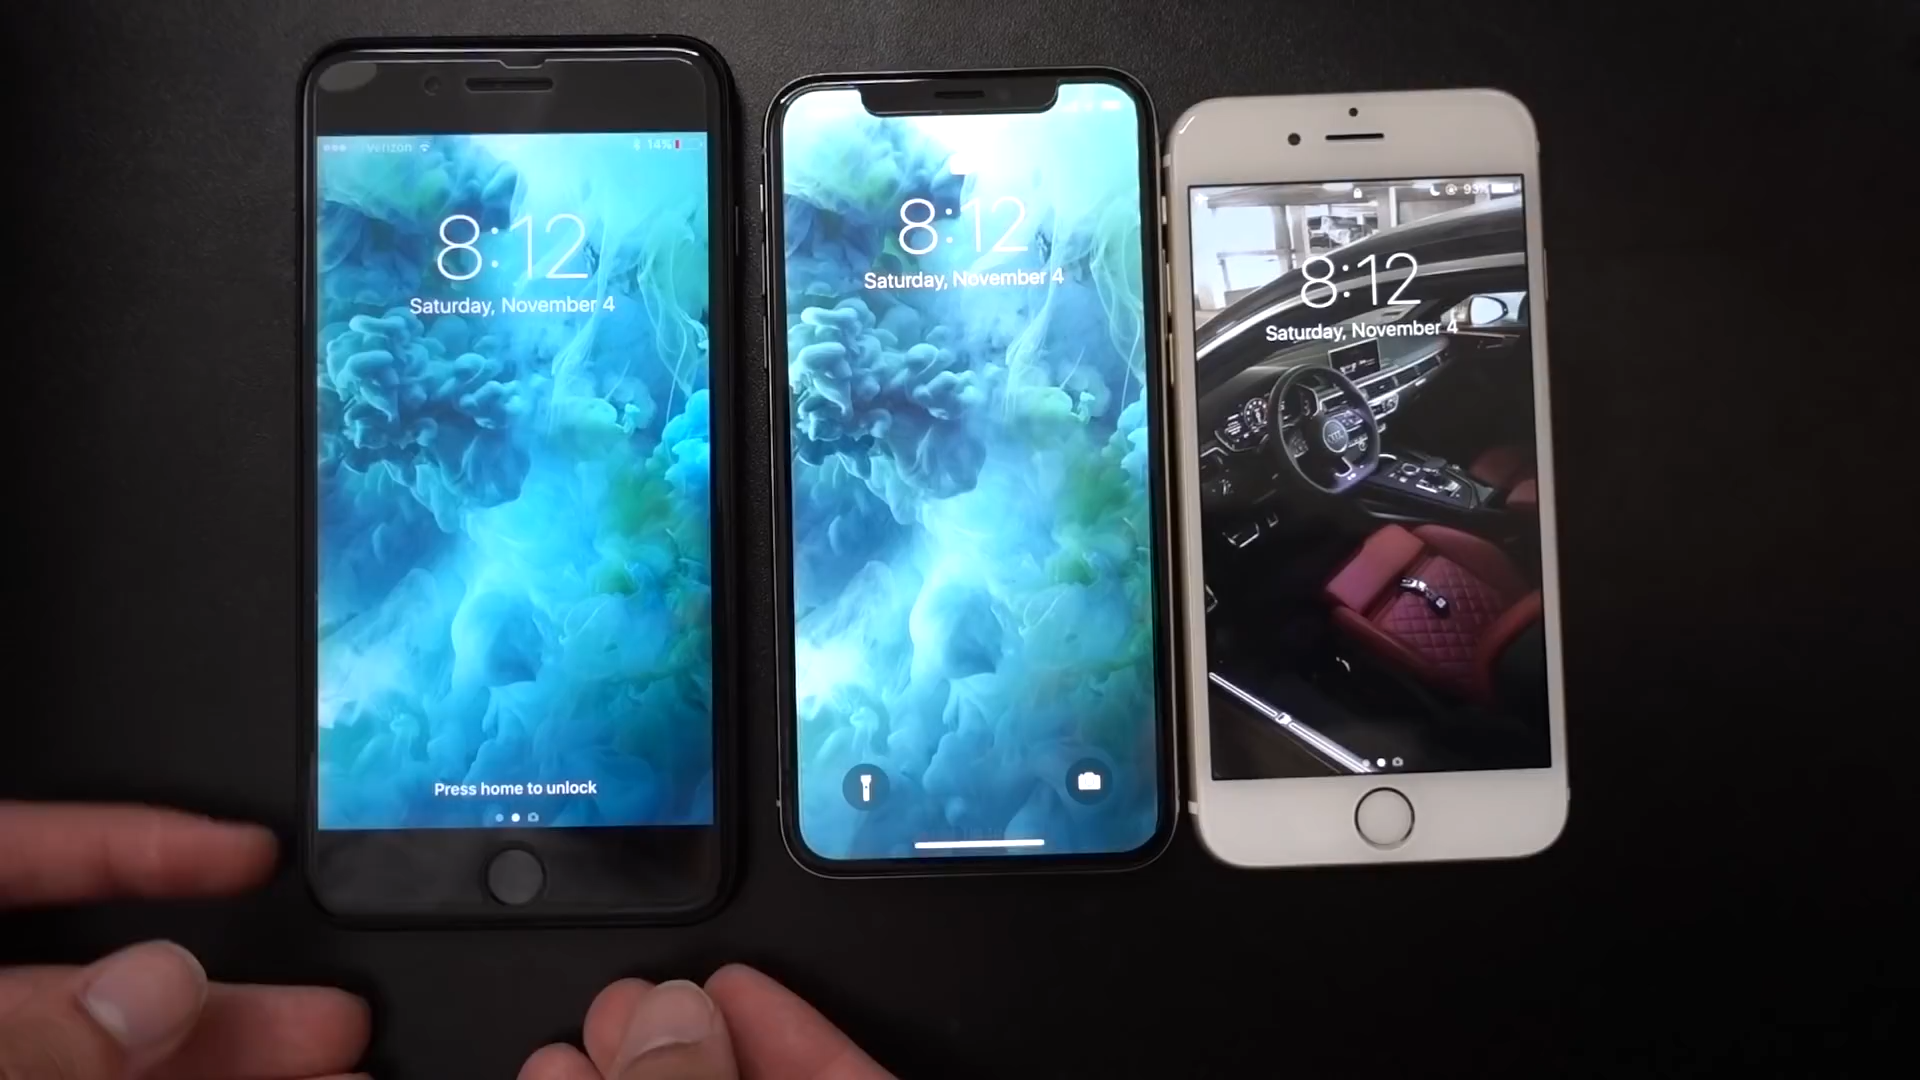 verizon
14%
8:12
Saturday, November 4
Press home to unlock
8:12
Saturday, November 4
93%
8:12
Saturday, November 4